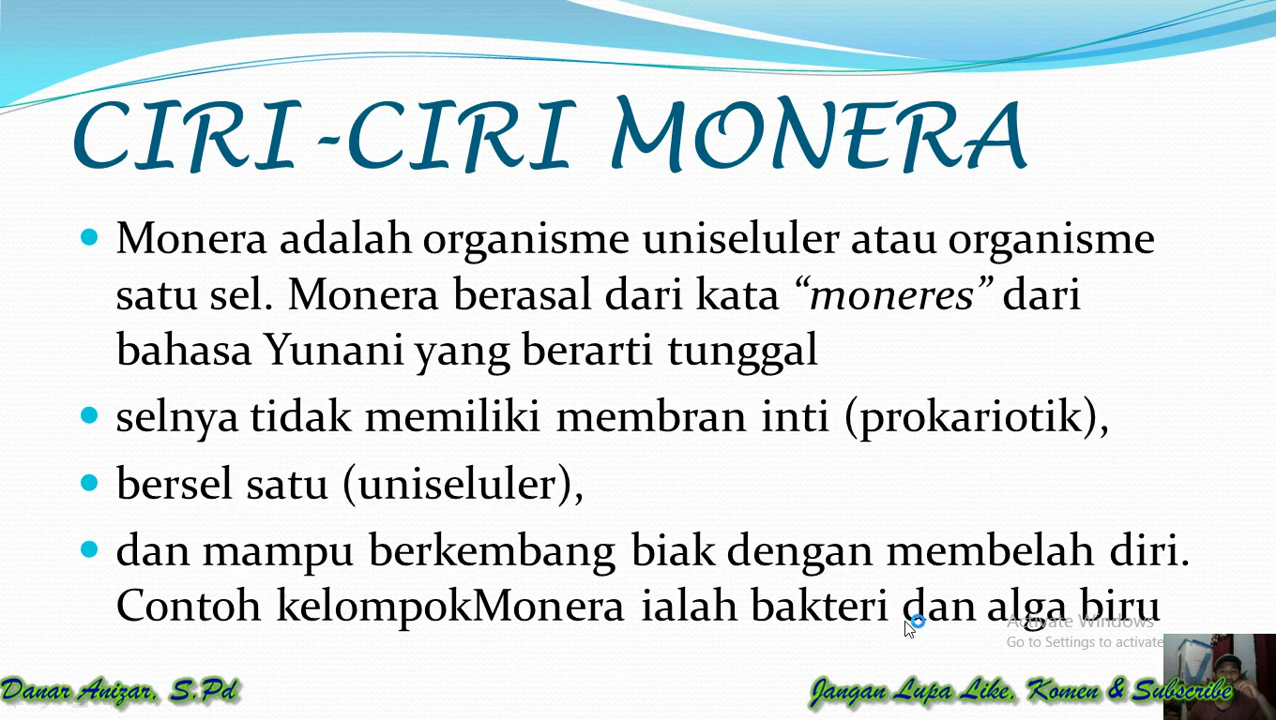 CIRI-CIRI MONERA
• Monera adalah organisme uniseluler atau organisme
satu sel. Monera berasal dari kata “moneres” dari
bahasa Yunani yang berarti tunggal
• selnya tidak memiliki membran inti (prokariotik),
• bersel satu (uniseluler),
• dan mampu berkembang biak dengan membelah diri.
Contoh kelompokMonera ialah bakteri dan alga biru
Activate Windows
Go to Settings to activate
Danar Anizar, S.Pd
Jangan Lupa Like, Komen & Subscribe